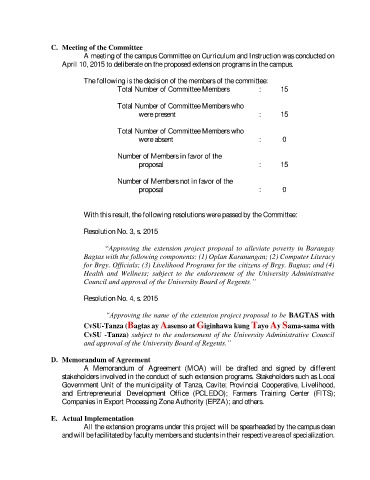 C. Meeting of the Committee
A meeting of the campus Committee on Curriculum and Instruction was conducted on
April 10, 2015 to deliberate on the proposed extension programs in the campus.
The following is the decision of the members of the committee:
Total Number of Committee Members : 15
Total Number of Committee Members who
were present : 15
Total Number of Committee Members who
were absent : 0
Number of Members in favor of the
proposal : 15
Number of Members not in favor of the
proposal : 0
With this result, the following resolutions were passed by the Committee:
Resolution No. 3, s. 2015
"Approving the extension project proposal to alleviate poverty in Barangay
Bagtas with the following components: (1) Oplan Karunungan; (2) Computer Literacy
for Brgy. Officials; (3) Livelihood Programs for the citizens of Brgy. Bagtas; and (4)
Health and Wellness; subject to the endorsement of the University Administrative
Council and approval of the University Board of Regents."
Resolution No. 4, s. 2015
"Approving the name of the extension project proposal to be BAGTAS with
CvSU-Tanza (Bagtas ay Aasenso at Giginhawa kung Tayo Ay Sama-sama with
CvSU -Tanza) subject to the endorsement of the University Administrative Council
and approval of the University Board of Regents."
D. Memorandum of Agreement
A Memorandum of Agreement (MOA) will be drafted and signed by different
stakeholders involved in the conduct of such extension programs. Stakeholders such as Local
Government Unit of the municipality of Tanza, Cavite; Provincial Cooperative, Livelihood,
and Entrepreneurial Development Office (PCLEDO); Farmers Training Center (FITS);
Companies in Export Processing Zone Authority (EPZA); and others.
E. Actual Implementation
All the extension programs under this project will be spearheaded by the campus dean
and will be facilitated by faculty members and students in their respective area of specialization.